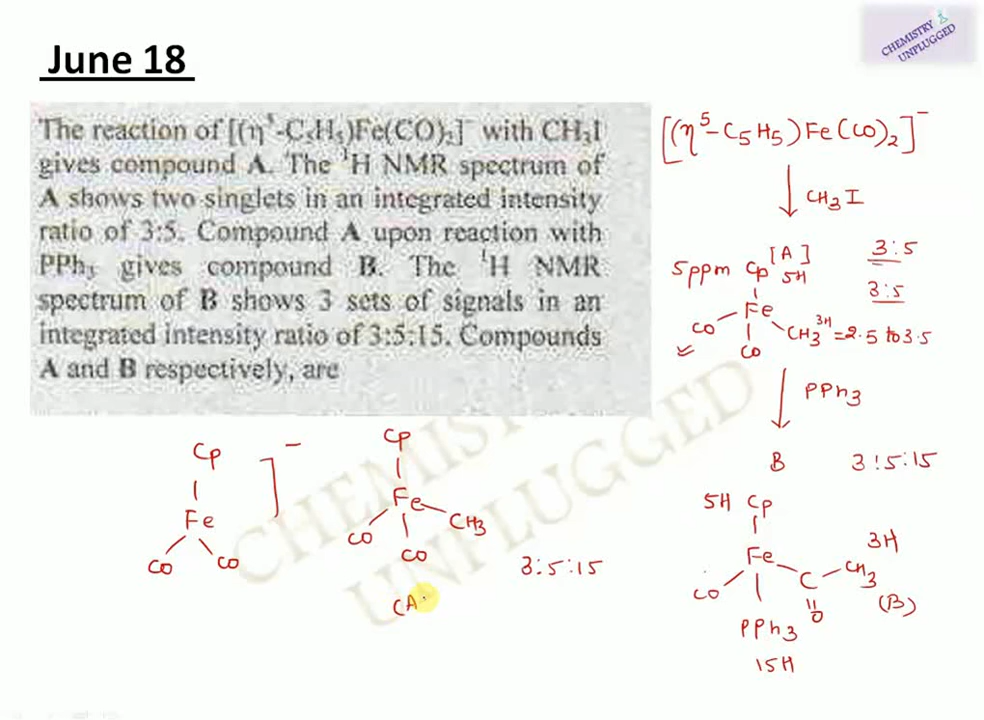 CHEMISTRY
UNPLUGGED
June 18
The reaction of [(η⁵-C₅H₅)Fe(CO)₂]⁻ with CH₃I
gives compound A. The ¹H NMR spectrum of
A shows two singlets in an integrated intensity
ratio of 3:5. Compound A upon reaction with
PPh₃ gives compound B. The ¹H NMR
spectrum of B shows 3 sets of signals in an
integrated intensity ratio of 3:5:15. Compounds
A and B respectively, are
[(η⁵-C₅H₅)Fe(CO)₂]⁻
CH₃I
[A] 3:5
5ppm Cp 5H 3:5
Fe
CO CH₃ 3H =2.5 to 3.5
CO
PPh₃
B 3:5:15
5H Cp
Fe 3H
CO C CH₃
O (B)
PPh₃
15H
Cp ]⁻
Fe
CO CO
Cp
Fe
CO CH₃
CO
3:5:15
(A
CHEMISTRY
UNPLUGGED